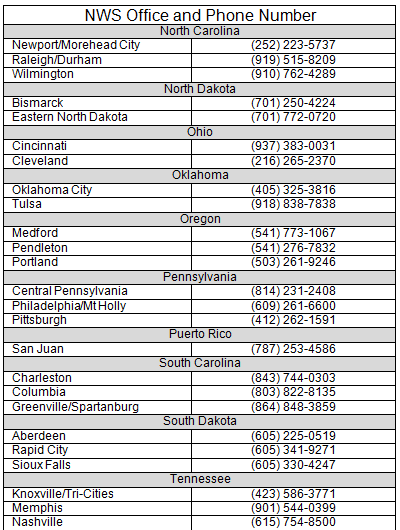 NWS Office and Phone Number
North Carolina
Newport/Morehead City (252) 223-5737
Raleigh/Durham (919) 515-8209
Wilmington (910) 762-4289
North Dakota
Bismarck (701) 250-4224
Eastern North Dakota (701) 772-0720
Ohio
Cincinnati (937) 383-0031
Cleveland (216) 265-2370
Oklahoma
Oklahoma City (405) 325-3816
Tulsa (918) 838-7838
Oregon
Medford (541) 773-1067
Pendleton (541) 276-7832
Portland (503) 261-9246
Pennsylvania
Central Pennsylvania (814) 231-2408
Philadelphia/Mt Holly (609) 261-6600
Pittsburgh (412) 262-1591
Puerto Rico
San Juan (787) 253-4586
South Carolina
Charleston (843) 744-0303
Columbia (803) 822-8135
Greenville/Spartanburg (864) 848-3859
South Dakota
Aberdeen (605) 225-0519
Rapid City (605) 341-9271
Sioux Falls (605) 330-4247
Tennessee
Knoxville/Tri-Cities (423) 586-3771
Memphis (901) 544-0399
Nashville (615) 754-8500